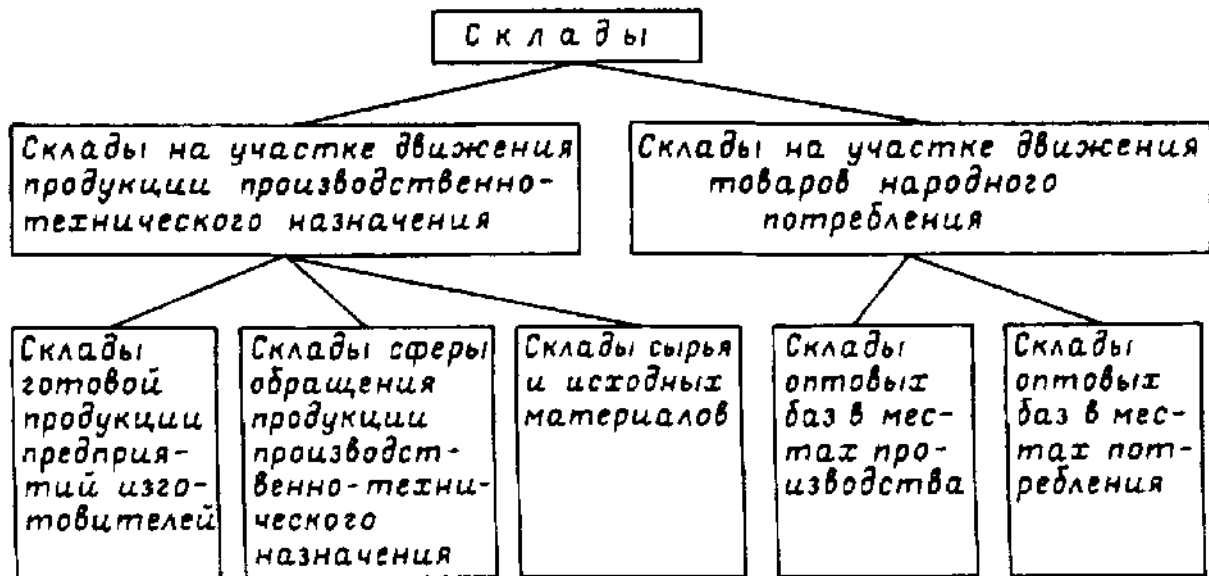 Склады
Склады на участке движения
продукции производственно-
технического назначения
Склады на участке движения
товаров народного
потребления
Склады
готовой
продукции
предприя-
тий изго-
товителей
Склады сферы
обращения
продукции
производст-
венно-техни-
ческого
назначения
Склады сырья
и исходных
материалов
Склады
оптовых
баз в мес-
тах про-
изводства
Склады
оптовых
баз в мес-
тах пот-
ребления